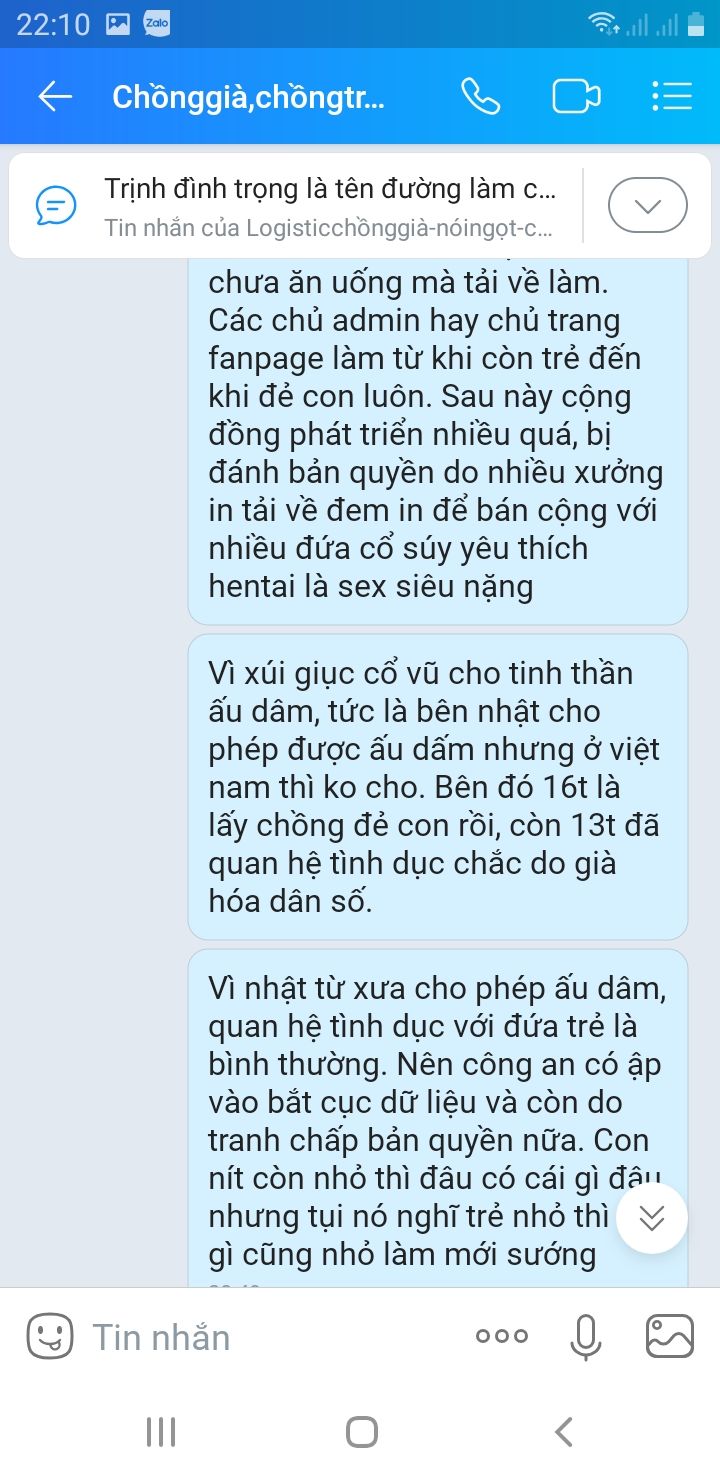 22:10
Zalo
Chồnggià,chồngtr...
Trịnh đình trọng là tên đường làm c...
Tin nhắn của Logisticchồnggià-nóingọt-c...
chưa ăn uống mà tải về làm.
Các chủ admin hay chủ trang
fanpage làm từ khi còn trẻ đến
khi đẻ con luôn. Sau này cộng
đồng phát triển nhiều quá, bị
đánh bản quyền do nhiều xưởng
in tải về đem in để bán cộng với
nhiều đứa cổ súy yêu thích
hentai là sex siêu nặng
Vì xúi giục cổ vũ cho tinh thần
ấu dâm, tức là bên nhật cho
phép được ấu dấm nhưng ở việt
nam thì ko cho. Bên đó 16t là
lấy chồng đẻ con rồi, còn 13t đã
quan hệ tình dục chắc do già
hóa dân số.
Vì nhật từ xưa cho phép ấu dâm,
quan hệ tình dục với đứa trẻ là
bình thường. Nên công an có ập
vào bắt cục dữ liệu và còn do
tranh chấp bản quyền nữa. Con
nít còn nhỏ thì đâu có cái gì đâu
nhưng tụi nó nghĩ trẻ nhỏ thì
gì cũng nhỏ làm mới sướng
Tin nhắn